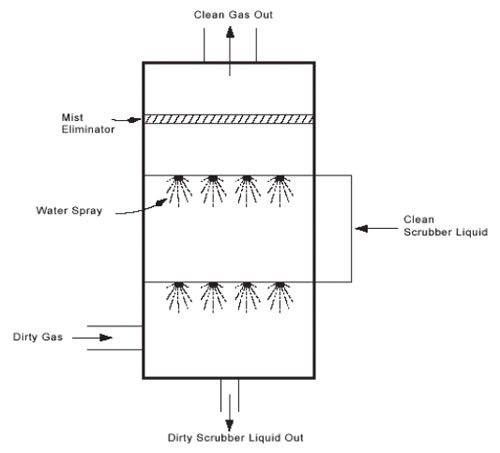 Clean Gas Out
Mist
Eliminator
Water Spray
Clean
Scrubber Liquid
Dirty Gas
Dirty Scrubber Liquid Out